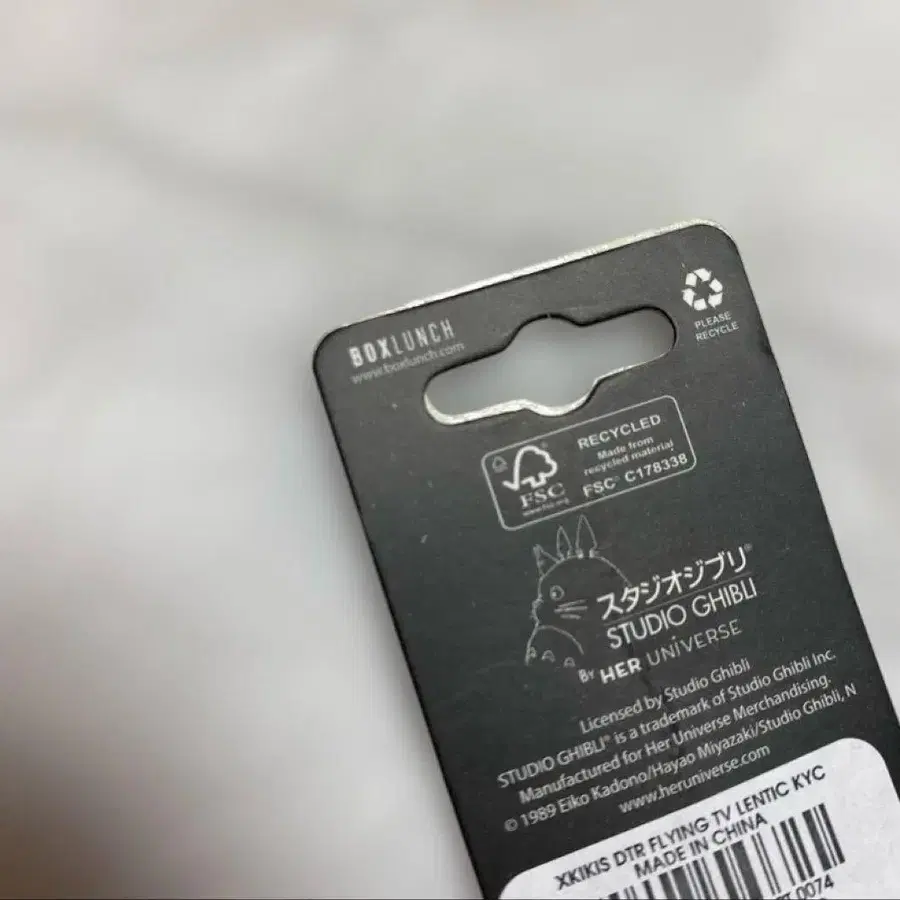 BOXLUNCH
www.boxlunch.com
PLEASE
RECYCLE
RECYCLED
Made from
recycled material
FSC® C178338
FSC
www.fsc.org
スタジオジブリ
STUDIO GHIBLI
BY HER UNIVERSE
Licensed by Studio Ghibli
STUDIO GHIBLI® is a trademark of Studio Ghibli Inc.
Manufactured for Her Universe Merchandising.
© 1989 Eiko Kadono/Hayao Miyazaki/Studio Ghibli, N
www.heruniverse.com
XKIKIS DTR FLYING TV LENTIC KYC
MADE IN CHINA
0074